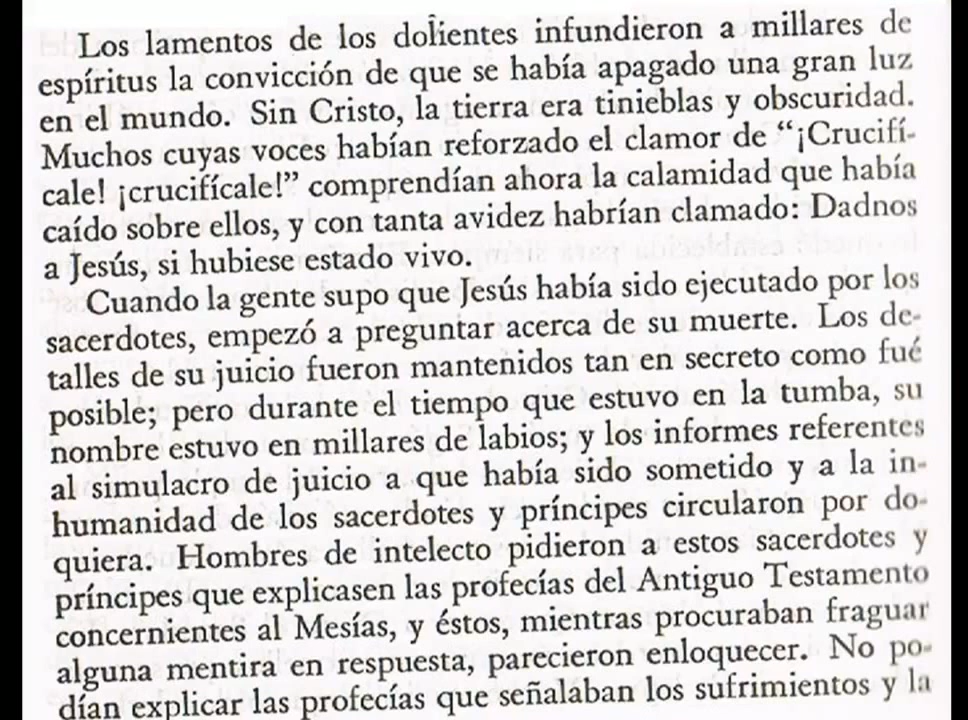 Los lamentos de los dolientes infundieron a millares de
espíritus la convicción de que se había apagado una gran luz
en el mundo. Sin Cristo, la tierra era tinieblas y obscuridad.
Muchos cuyas voces habían reforzado el clamor de “¡Crucifí-
cale! ¡crucifícale!” comprendían ahora la calamidad que había
caído sobre ellos, y con tanta avidez habrían clamado: Dadnos
a Jesús, si hubiese estado vivo.
Cuando la gente supo que Jesús había sido ejecutado por los
sacerdotes, empezó a preguntar acerca de su muerte. Los de-
talles de su juicio fueron mantenidos tan en secreto como fué
posible; pero durante el tiempo que estuvo en la tumba, su
nombre estuvo en millares de labios; y los informes referentes
al simulacro de juicio a que había sido sometido y a la in-
humanidad de los sacerdotes y príncipes circularon por do-
quiera. Hombres de intelecto pidieron a estos sacerdotes y
príncipes que explicasen las profecías del Antiguo Testamento
concernientes al Mesías, y éstos, mientras procuraban fraguar
alguna mentira en respuesta, parecieron enloquecer. No po-
dían explicar las profecías que señalaban los sufrimientos y la